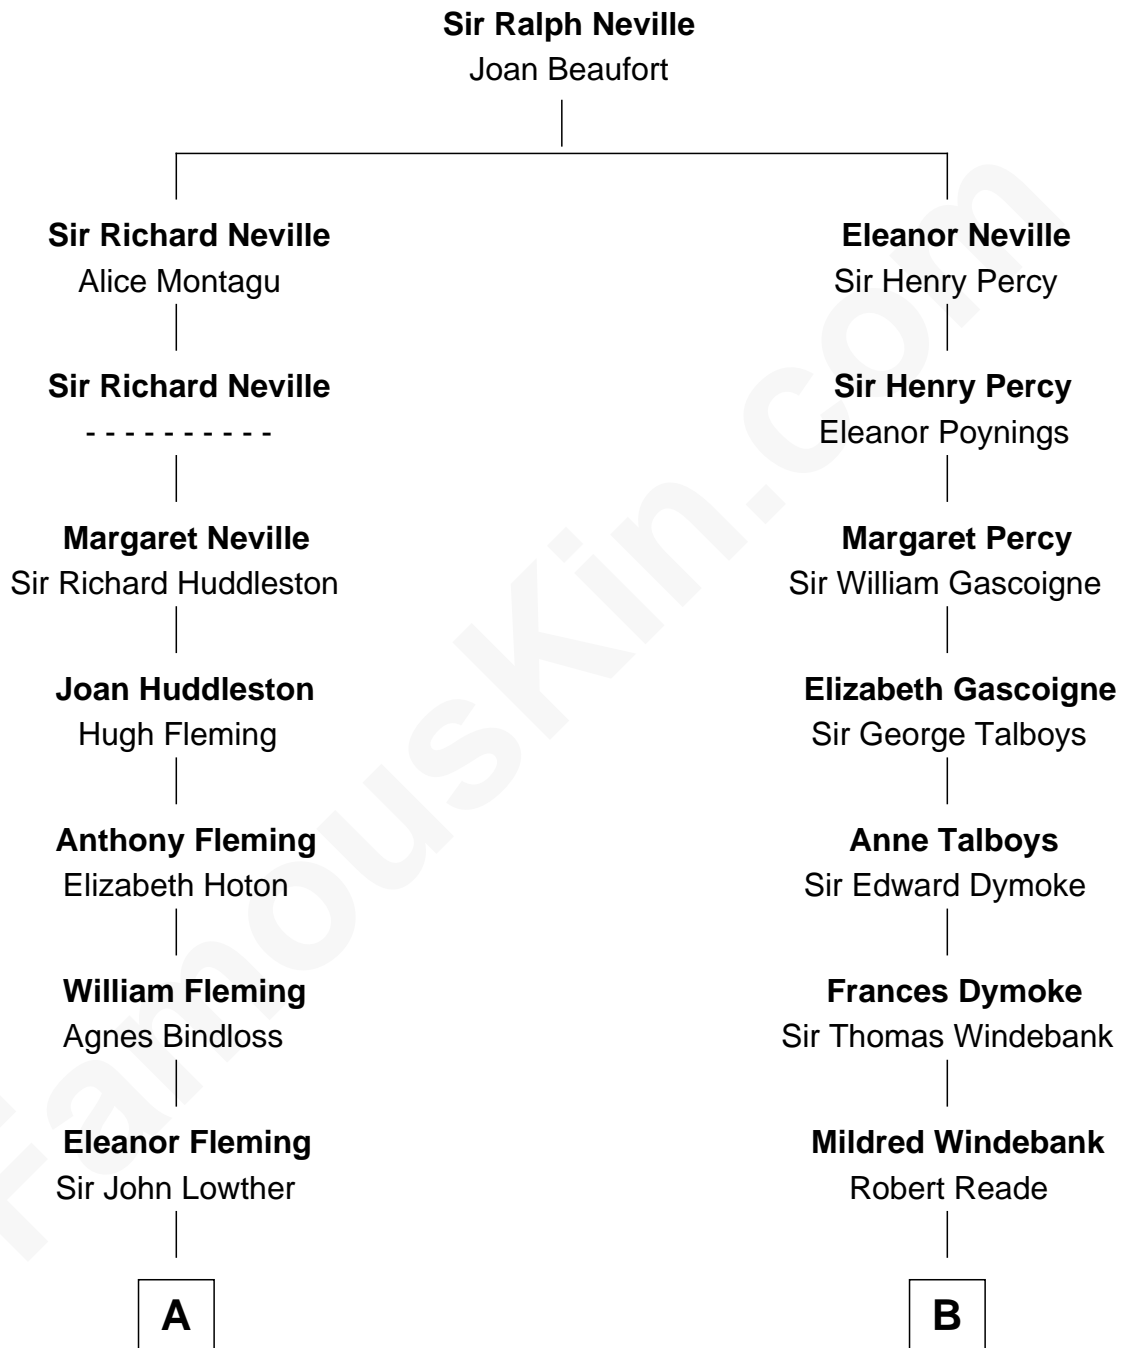 Sir Ralph Neville
Joan Beaufort
Sir Richard Neville
Alice Montagu
Sir Richard Neville
- - - - - - - - - -
Margaret Neville
Sir Richard Huddleston
Joan Huddleston
Hugh Fleming
Anthony Fleming
Elizabeth Hoton
William Fleming
Agnes Bindloss
Eleanor Fleming
Sir John Lowther
A
Eleanor Neville
Sir Henry Percy
Sir Henry Percy
Eleanor Poynings
Margaret Percy
Sir William Gascoigne
Elizabeth Gascoigne
Sir George Talboys
Anne Talboys
Sir Edward Dymoke
Frances Dymoke
Sir Thomas Windebank
Mildred Windebank
Robert Reade
B
FamousKin.com